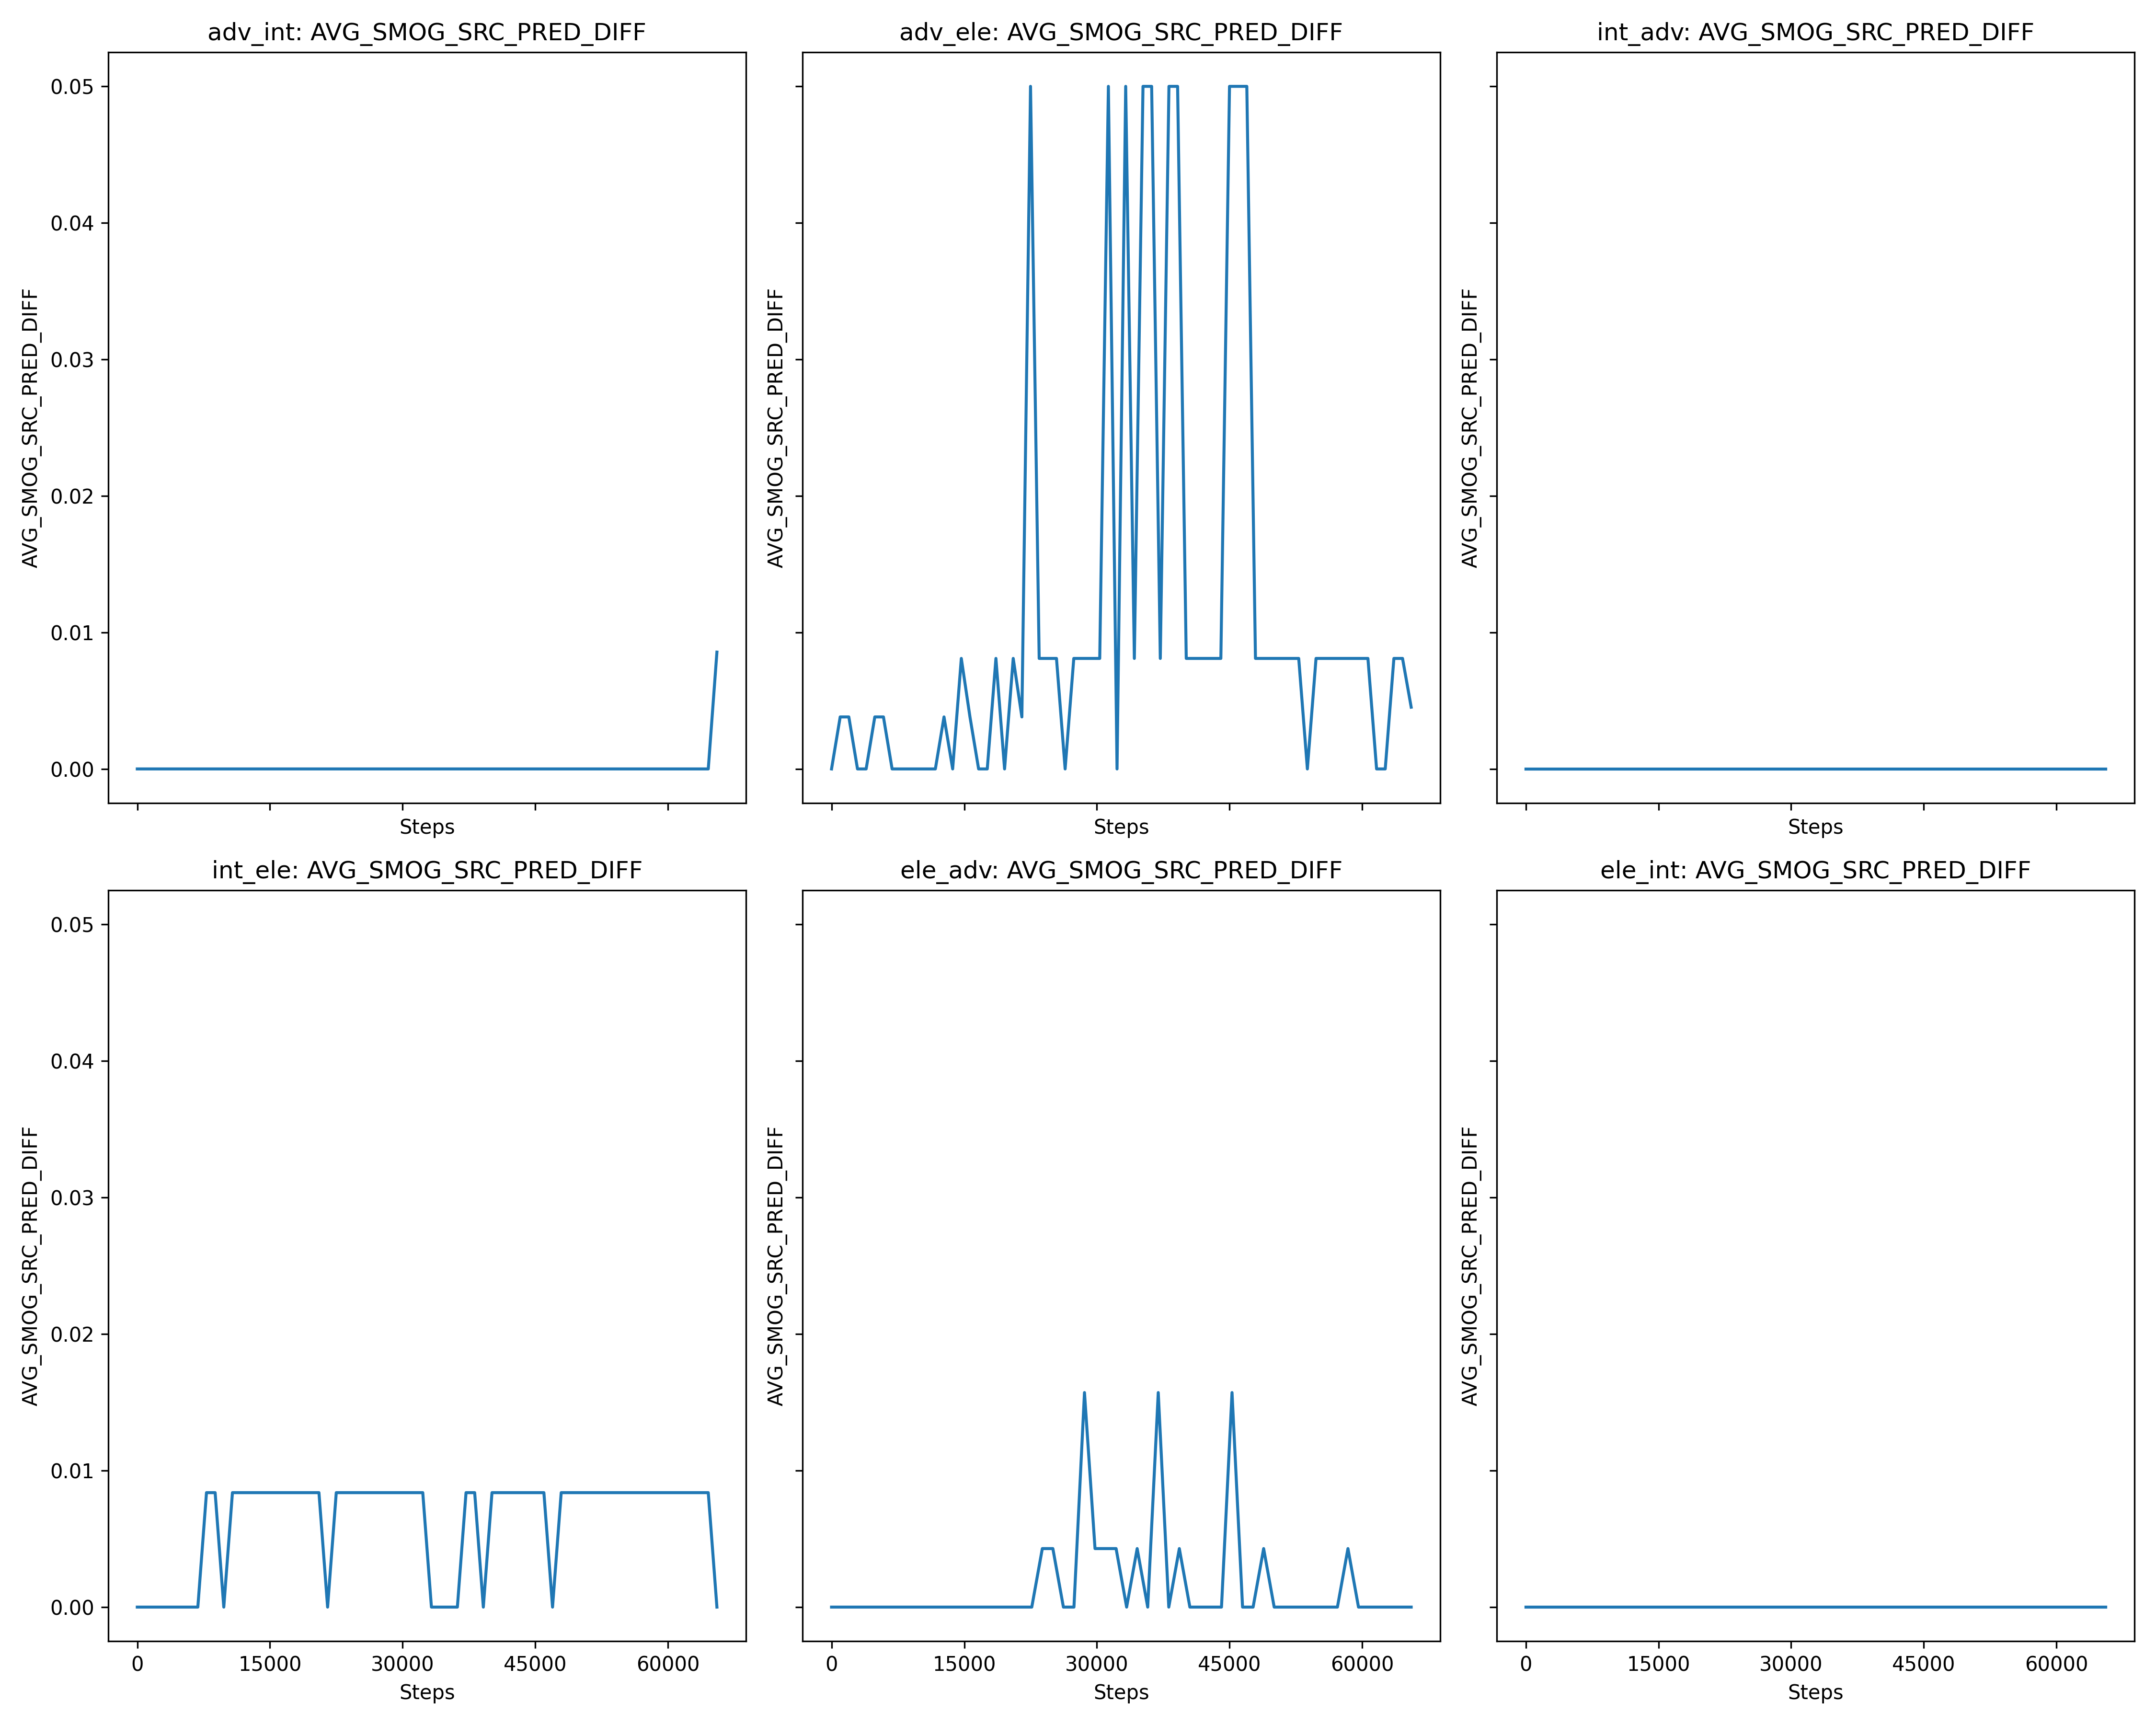 adv_int: AVG_SMOG_SRC_PRED_DIFF
AVG_SMOG_SRC_PRED_DIFF
0.05
0.04
0.03
0.02
0.01
0.00
Steps
adv_ele: AVG_SMOG_SRC_PRED_DIFF
AVG_SMOG_SRC_PRED_DIFF
Steps
int_adv: AVG_SMOG_SRC_PRED_DIFF
AVG_SMOG_SRC_PRED_DIFF
Steps
int_ele: AVG_SMOG_SRC_PRED_DIFF
AVG_SMOG_SRC_PRED_DIFF
0.05
0.04
0.03
0.02
0.01
0.00
0 15000 30000 45000 60000
Steps
ele_adv: AVG_SMOG_SRC_PRED_DIFF
AVG_SMOG_SRC_PRED_DIFF
0 15000 30000 45000 60000
Steps
ele_int: AVG_SMOG_SRC_PRED_DIFF
AVG_SMOG_SRC_PRED_DIFF
0 15000 30000 45000 60000
Steps